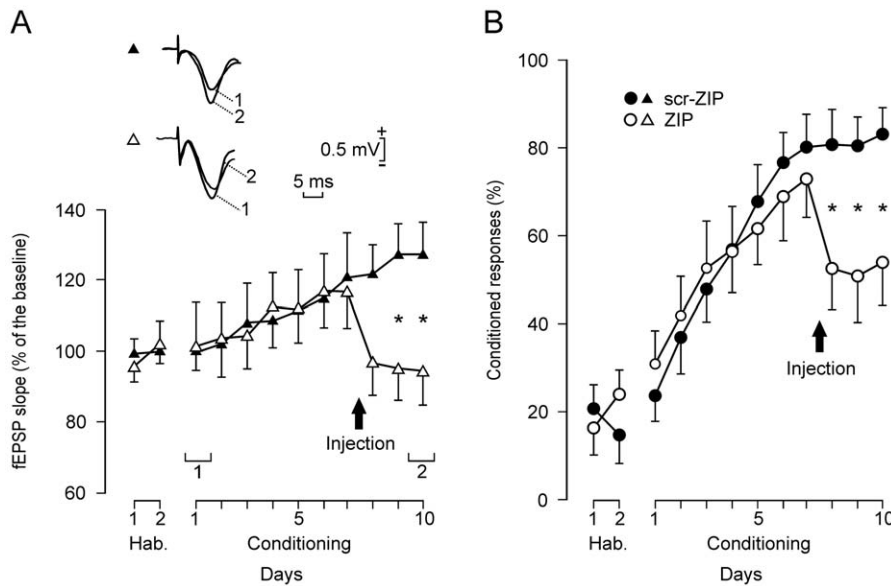 A
1
2
2
1
+
0.5 mV
-
5 ms
fEPSP slope (% of the baseline)
140
120
100
80
60
* *
Injection
1
2
1 2 1 5 10
Hab. Conditioning
Days
B
Conditioned responses (%)
100
80
60
40
20
0
scr-ZIP
ZIP
* * *
Injection
1 2 1 5 10
Hab. Conditioning
Days